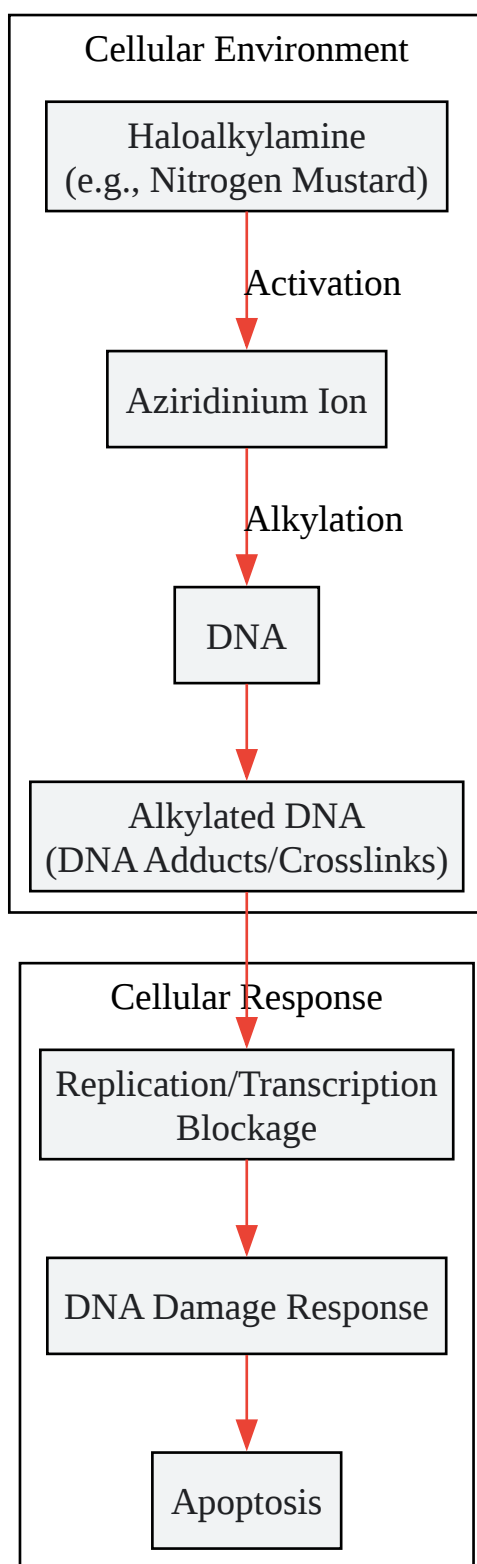 Cellular Environment
Haloalkylamine
(e.g., Nitrogen Mustard)
Activation
Aziridinium Ion
Alkylation
DNA
Alkylated DNA
(DNA Adducts/Crosslinks)
Cellular Response
Replication/Transcription
Blockage
DNA Damage Response
Apoptosis